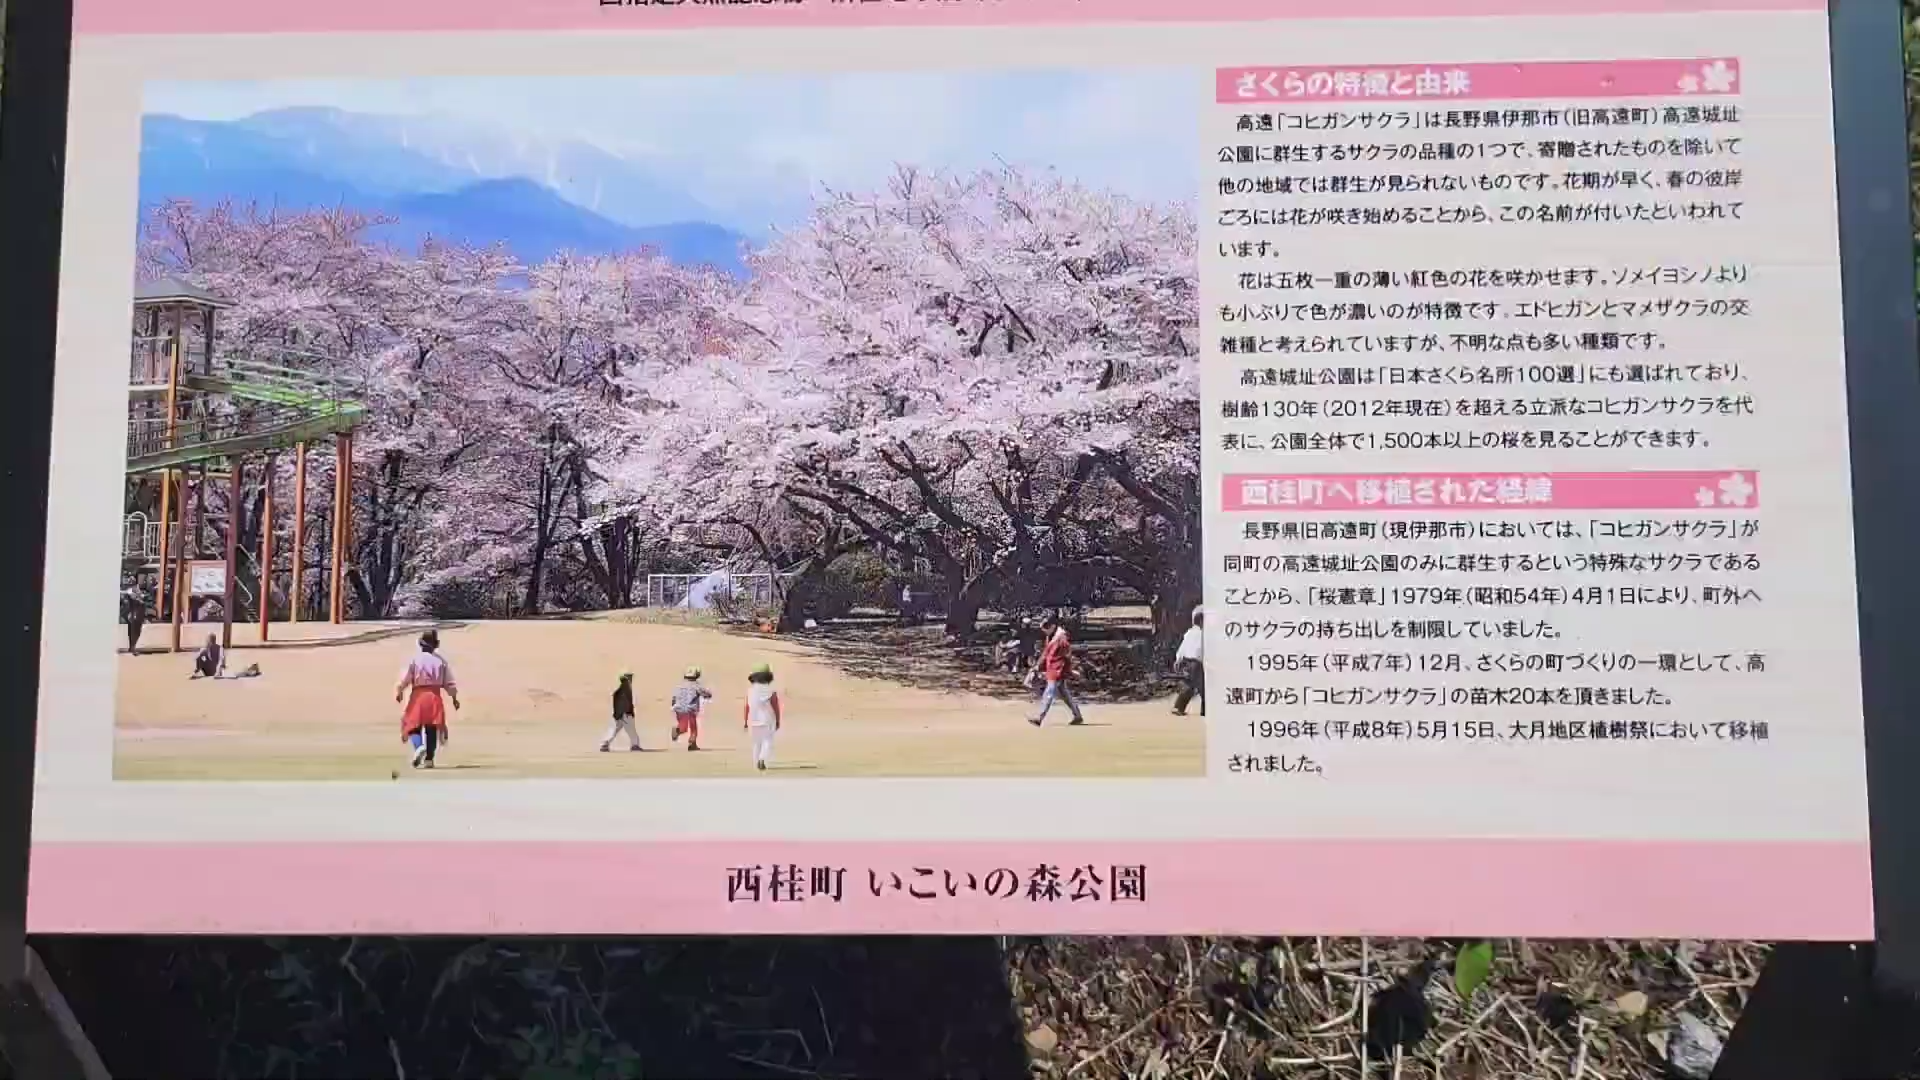 さくらの特徴と由来
高遠「コヒガンサクラ」は長野県伊那市(旧高遠町)高遠城址
公園に群生するサクラの品種の1つで、寄贈されたものを除いて
他の地域では群生が見られないものです。花期が早く、春の彼岸
ごろには花が咲き始めることから、この名前が付いたといわれて
います。
花は五枚一重の薄い紅色の花を咲かせます。ソメイヨシノより
も小ぶりで色が濃いのが特徴です。エドヒガンとマメザクラの交
雑種と考えられていますが、不明な点も多い種類です。
高遠城址公園は「日本さくら名所100選」にも選ばれており、
樹齢130年(2012年現在)を超える立派なコヒガンサクラを代
表に、公園全体で1,500本以上の桜を見ることができます。
西桂町へ移植された経緯
長野県旧高遠町(現伊那市)においては、「コヒガンサクラ」が
同町の高遠城址公園のみに群生するという特殊なサクラである
ことから、「桜憲章」1979年(昭和54年)4月1日により、町外へ
のサクラの持ち出しを制限していました。
1995年(平成7年)12月、さくらの町づくりの一環として、高
遠町から「コヒガンサクラ」の苗木20本を頂きました。
1996年(平成8年)5月15日、大月地区植樹祭において移植
されました。
西桂町 いこいの森公園